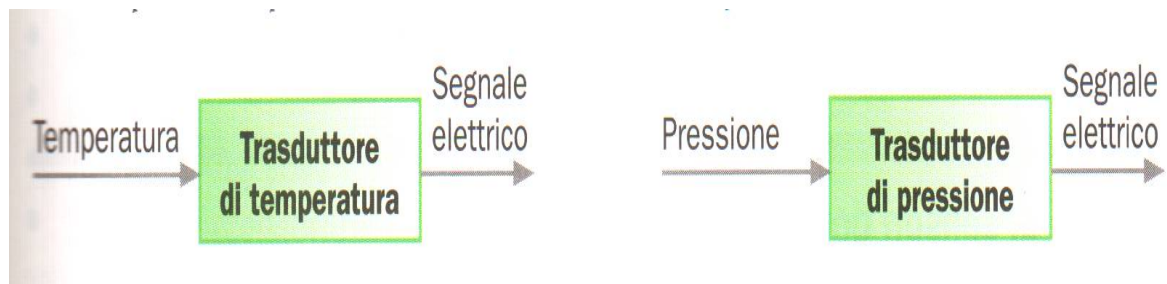 Temperatura
Trasduttore
di temperatura
Segnale
elettrico
Pressione
Trasduttore
di pressione
Segnale
elettrico